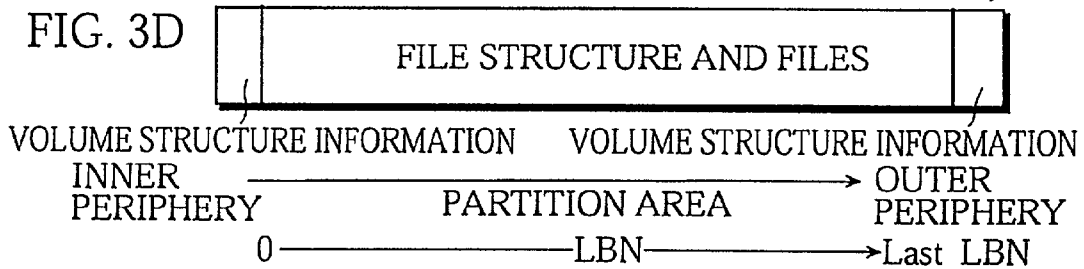 FIG. 3D
FILE STRUCTURE AND FILES
VOLUME STRUCTURE INFORMATION VOLUME STRUCTURE INFORMATION
INNER PERIPHERY
PARTITION AREA
OUTER PERIPHERY
0 LBN Last LBN